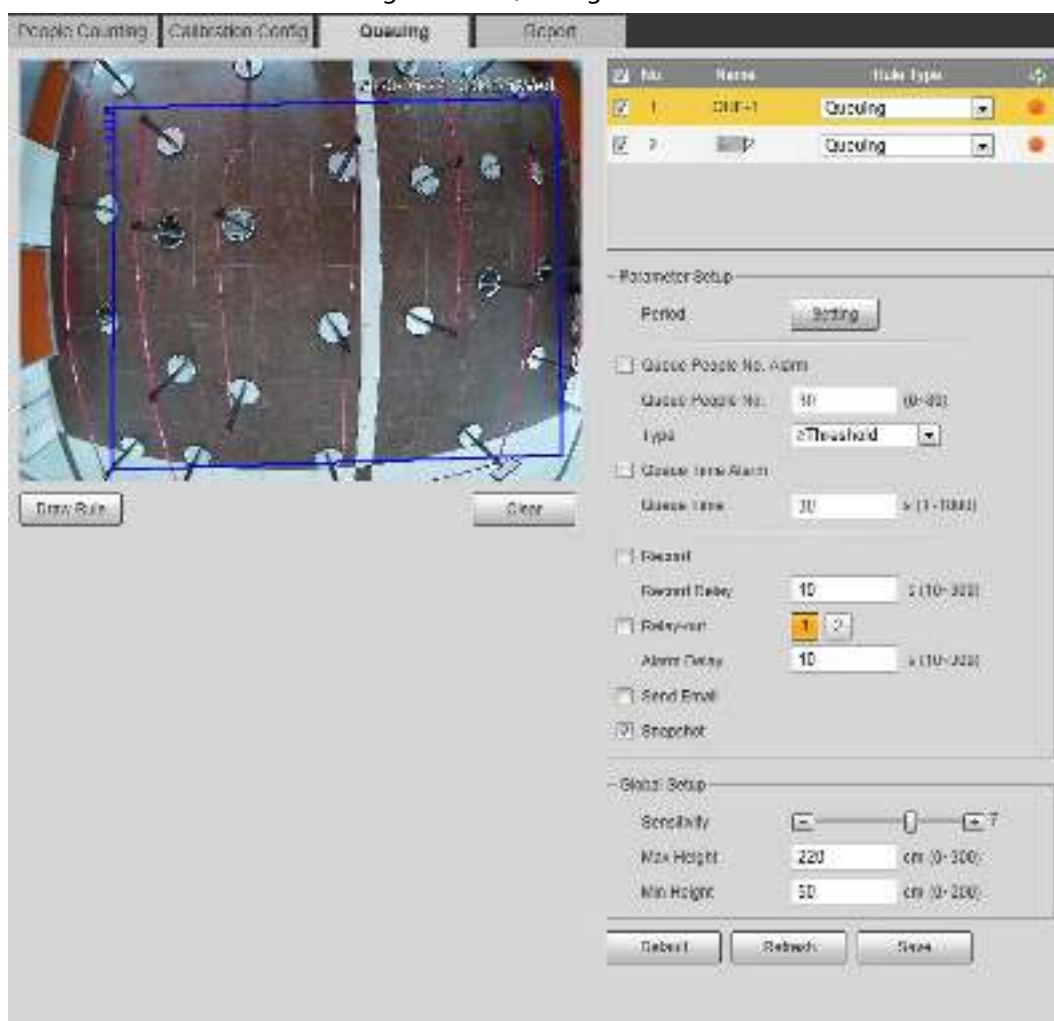 People Counting Calibration Config Queuing Report
No. Name Rule Type
1 Queuing
2 Queuing
Parameter Setup
Period Setting
Queue People No. Alarm
Queue People No.
Type ≥Threshold
Queue Time Alarm
Queue Time 30
Draw Rule Clear
Record
Record Delay 10 s (10~300)
Relay-out 1 2
Alarm Delay 10 s (10~300)
Send Email
Snapshot
Global Setup
Sensitivity 7
Max Height 220 cm (0~300)
Min Height cm (0~200)
Default Refresh Save